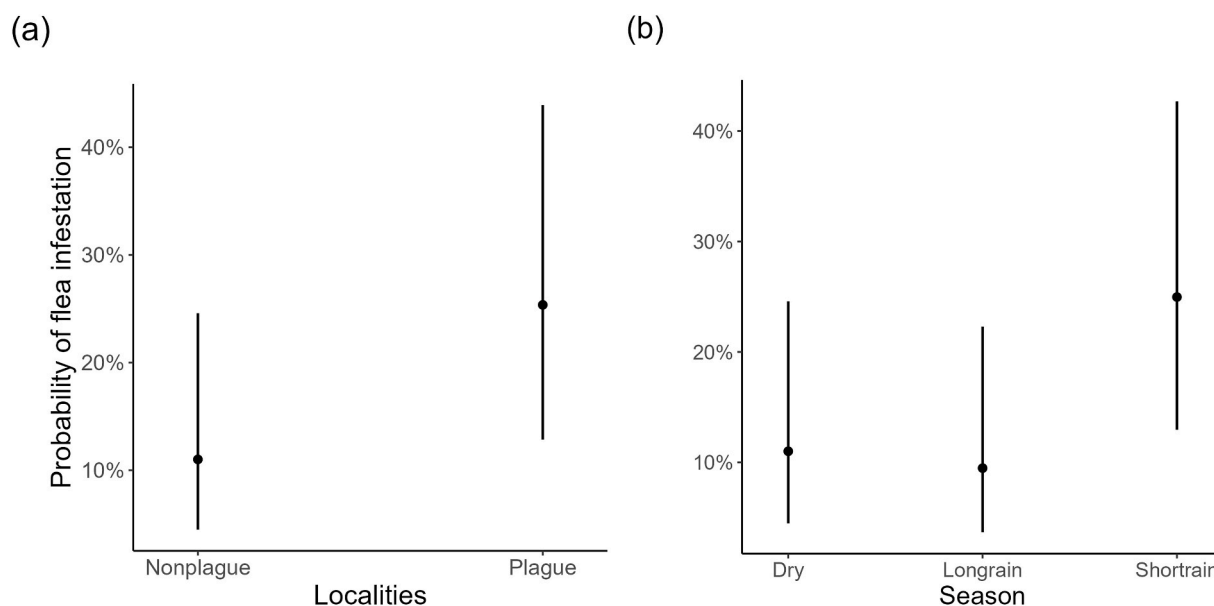 (a)
Probability of flea infestation
40%
30%
20%
10%
Nonplague
Plague
Localities
(b)
40%
30%
20%
10%
Dry
Longrain
Shortrain
Season